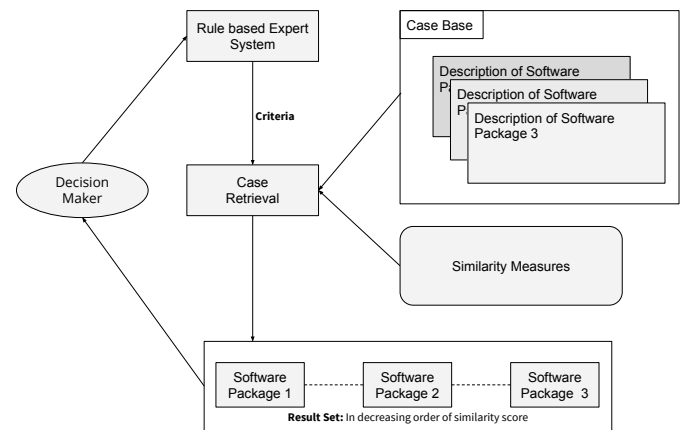 Rule based Expert
System
Case Base
Description of Software
Pa
Description of Software
P
Description of Software
Package 3
Criteria
Decision
Maker
Case
Retrieval
Similarity Measures
Software
Package 1
Software
Package 2
Software
Package 3
Result Set: In decreasing order of similarity score